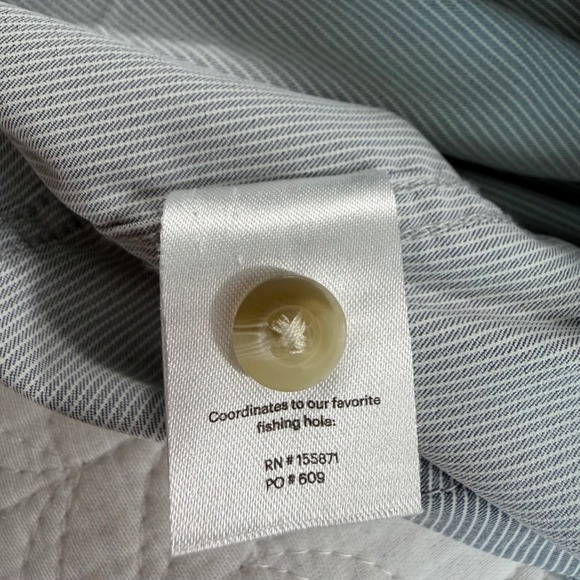 Coordinates to our favorite
fishing hole:
RN # 155871
PO # 609